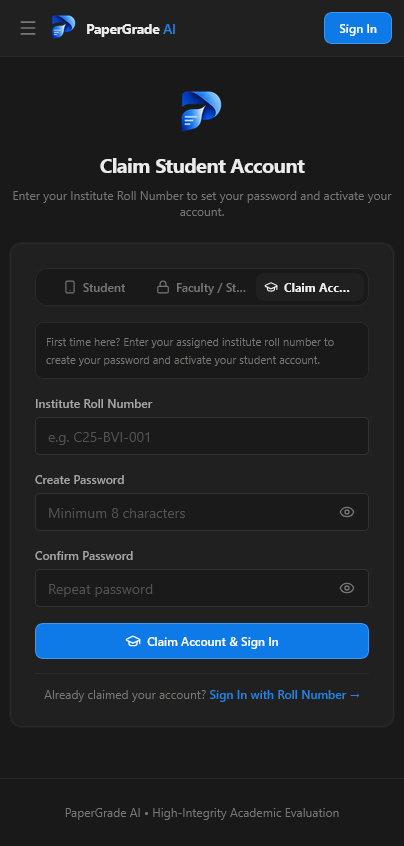 PaperGrade AI
Sign In
Claim Student Account
Enter your Institute Roll Number to set your password and activate your
account.
Student
Faculty / St...
Claim Acc...
First time here? Enter your assigned institute roll number to
create your password and activate your student account.
Institute Roll Number
e.g. C25-BVI-001
Create Password
Minimum 8 characters
Confirm Password
Repeat password
Claim Account & Sign In
Already claimed your account? Sign In with Roll Number →
PaperGrade AI • High-Integrity Academic Evaluation